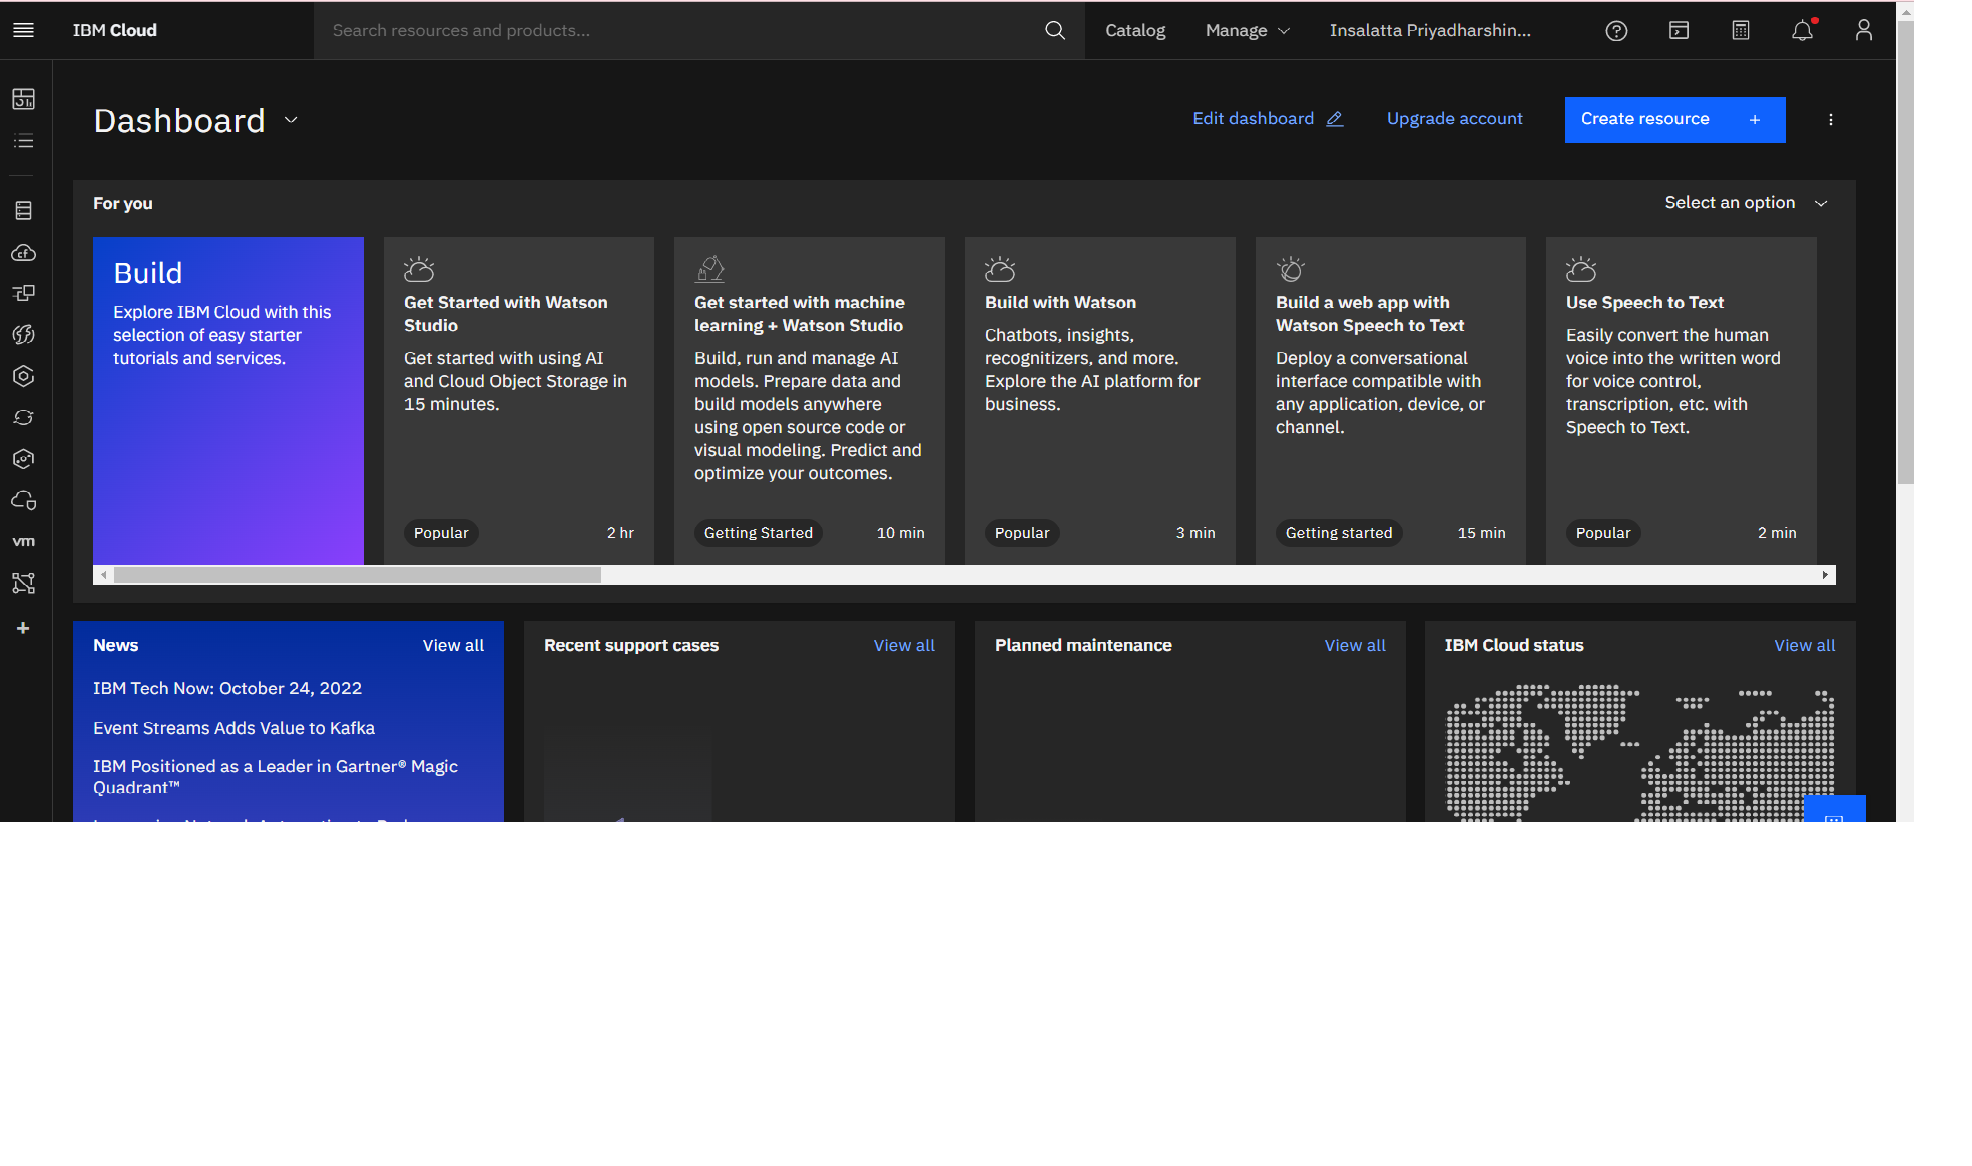 IBM Cloud
Search resources and products...
Catalog
Manage
Insalatta Priyadharshin...
Dashboard
Edit dashboard
Upgrade account
Create resource +
For you
Select an option
Build
Explore IBM Cloud with this
selection of easy starter
tutorials and services.
Get Started with Watson
Studio
Get started with using AI
and Cloud Object Storage in
15 minutes.
Popular
2 hr
Get started with machine
learning + Watson Studio
Build, run and manage AI
models. Prepare data and
build models anywhere
using open source code or
visual modeling. Predict and
optimize your outcomes.
Getting Started
10 min
Build with Watson
Chatbots, insights,
recognitizers, and more.
Explore the AI platform for
business.
Popular
3 min
Build a web app with
Watson Speech to Text
Deploy a conversational
interface compatible with
any application, device, or
channel.
Getting started
15 min
Use Speech to Text
Easily convert the human
voice into the written word
for voice control,
transcription, etc. with
Speech to Text.
Popular
2 min
cf
vm
News
View all
IBM Tech Now: October 24, 2022
Event Streams Adds Value to Kafka
IBM Positioned as a Leader in Gartner® Magic
Quadrant™
Recent support cases
View all
Planned maintenance
View all
IBM Cloud status
View all